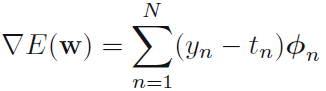 ∇E(w) = ∑_{n=1}^{N} (y_n − t_n)ϕ_n